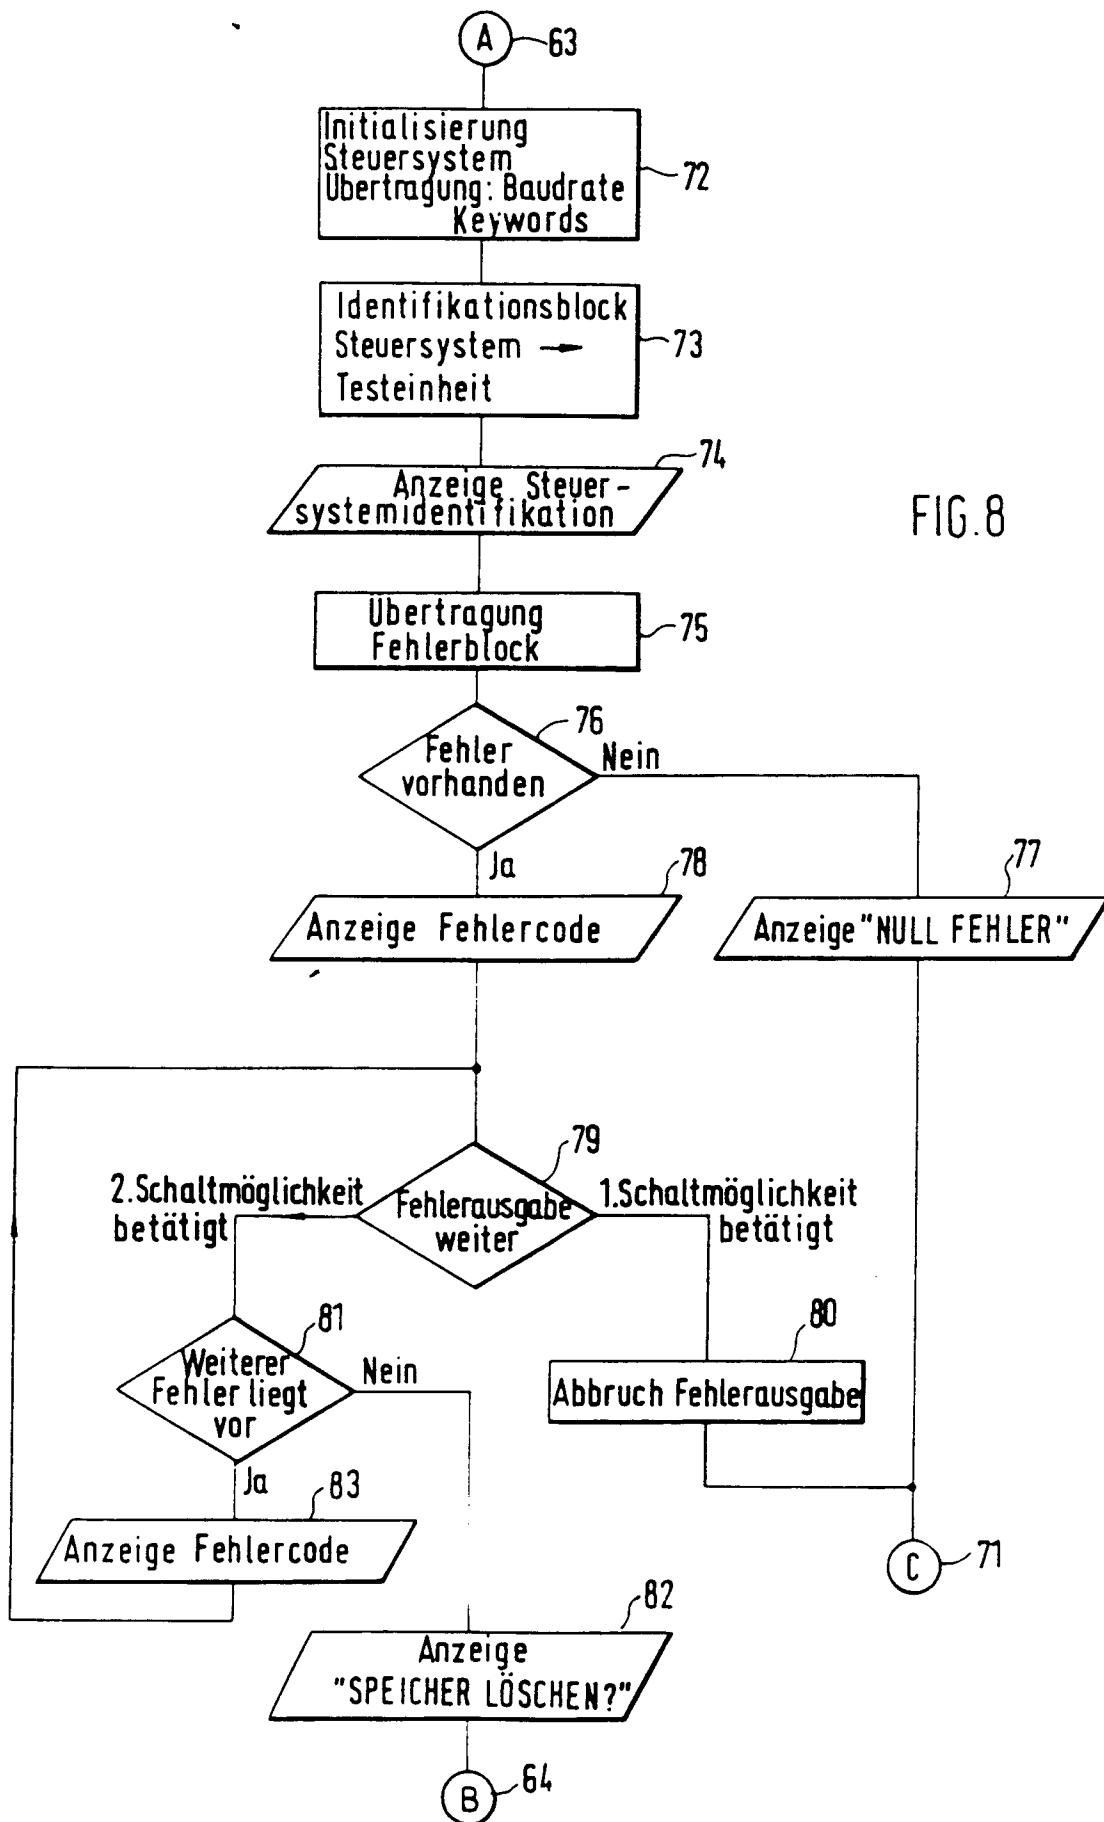 A
63
Initialisierung
Steuersystem
Übertragung: Baudrate
Keywords
72
Identifikationsblock
Steuersystem →
Testeinheit
73
74
Anzeige Steuer-
systemidentifikation
FIG.8
Übertragung
Fehlerblock
75
76
Fehler
vorhanden
Nein
Ja
78
77
Anzeige Fehlercode
Anzeige "NULL FEHLER"
79
2.Schaltmöglichkeit
betätigt
Fehlerausgabe
weiter
1.Schaltmöglichkeit
betätigt
81
80
Weiterer
Fehler liegt
vor
Nein
Abbruch Fehlerausgabe
Ja
83
Anzeige Fehlercode
C
71
82
Anzeige
"SPEICHER LÖSCHEN?"
B
64